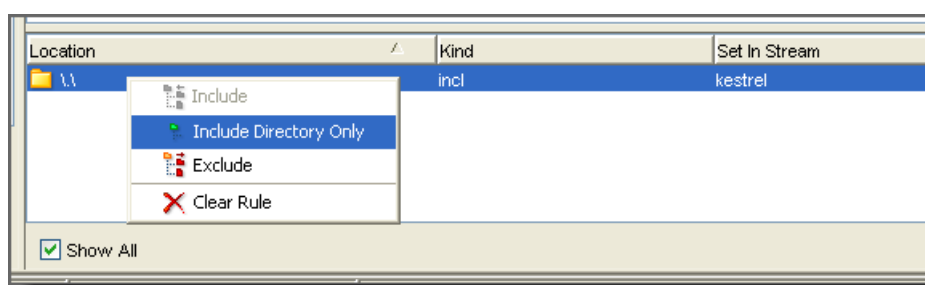 Location Kind Set In Stream
\.\ incl kestrel
Include
Include Directory Only
Exclude
Clear Rule
Show All